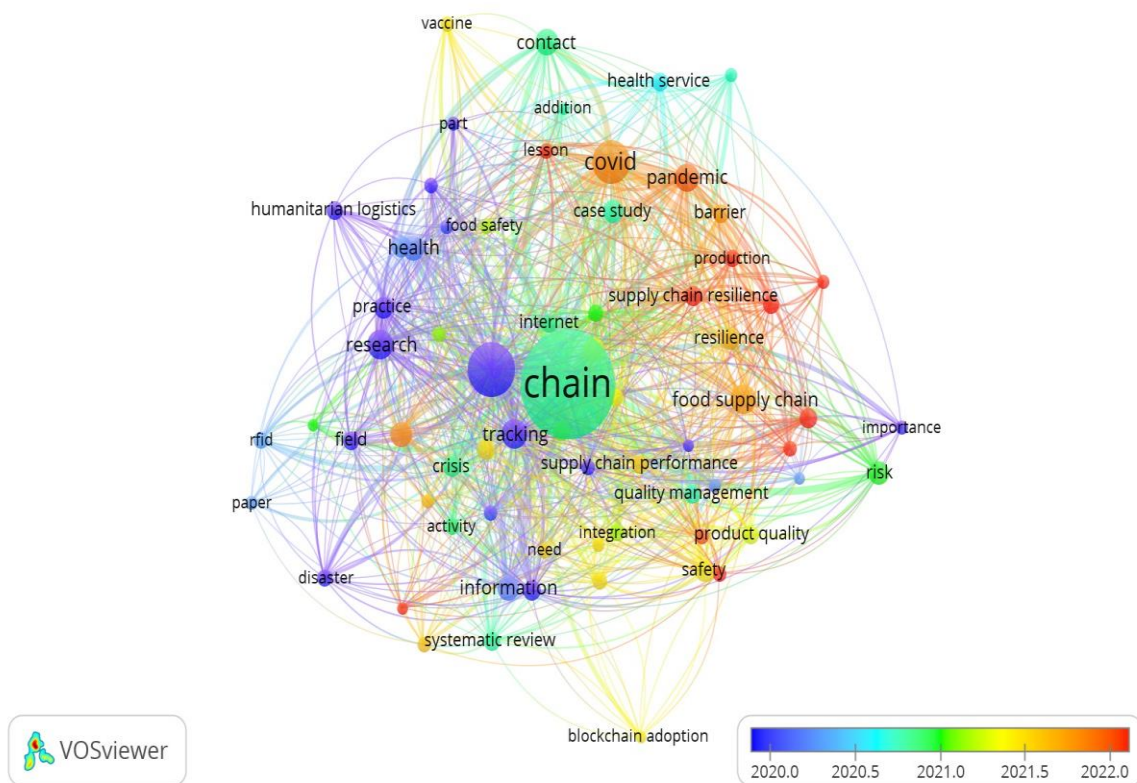 vaccine
contact
health service
addition
part
lesson
covid
pandemic
humanitarian logistics
case study
barrier
food safety
health
production
practice
supply chain resilience
internet
research
resilience
chain
food supply chain
importance
tracking
rfid
field
crisis
supply chain performance
risk
quality management
paper
activity
integration
product quality
need
safety
disaster
information
systematic review
blockchain adoption
VOSviewer
2020.0 2020.5 2021.0 2021.5 2022.0